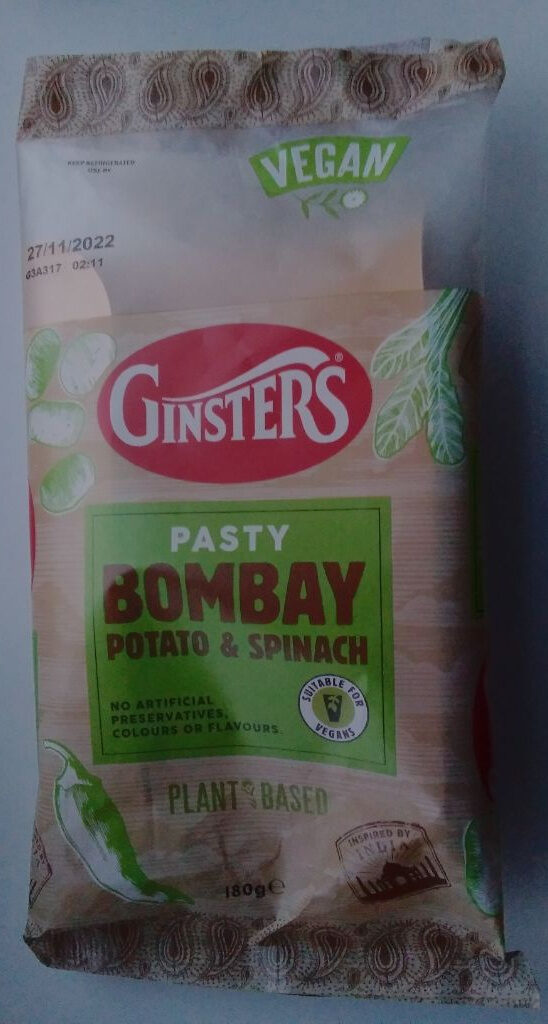 VEGAN
KEEP REFRIGERATED
USE BY
27/11/2022
G3A317 02:11
GINSTERS®
PASTY
BOMBAY
POTATO & SPINACH
NO ARTIFICIAL
PRESERVATIVES,
COLOURS OR FLAVOURS.
SUITABLE FOR
VEGANS
PLANT BASED
INSPIRED BY
INDIA
180g℮